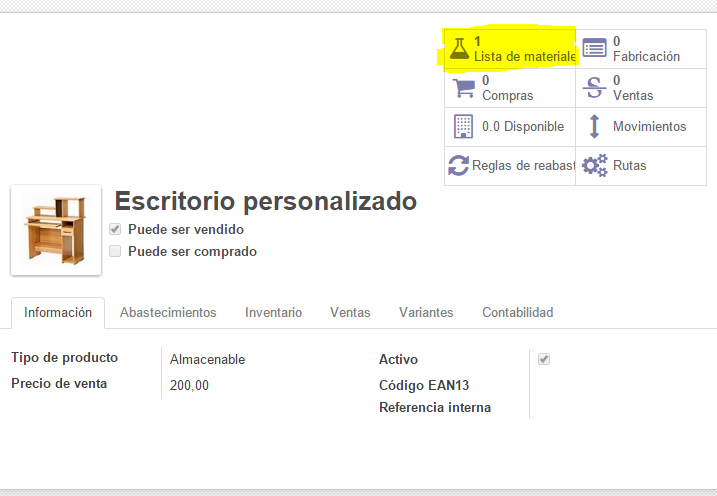 1
Lista de materiale
0
Fabricación
0
Compras
0
Ventas
0.0 Disponible
Movimientos
Reglas de reabast
Rutas
Escritorio personalizado
Puede ser vendido
Puede ser comprado
Información Abastecimientos Inventario Ventas Variantes Contabilidad
Tipo de producto Almacenable
Precio de venta 200,00
Activo
Código EAN13
Referencia interna